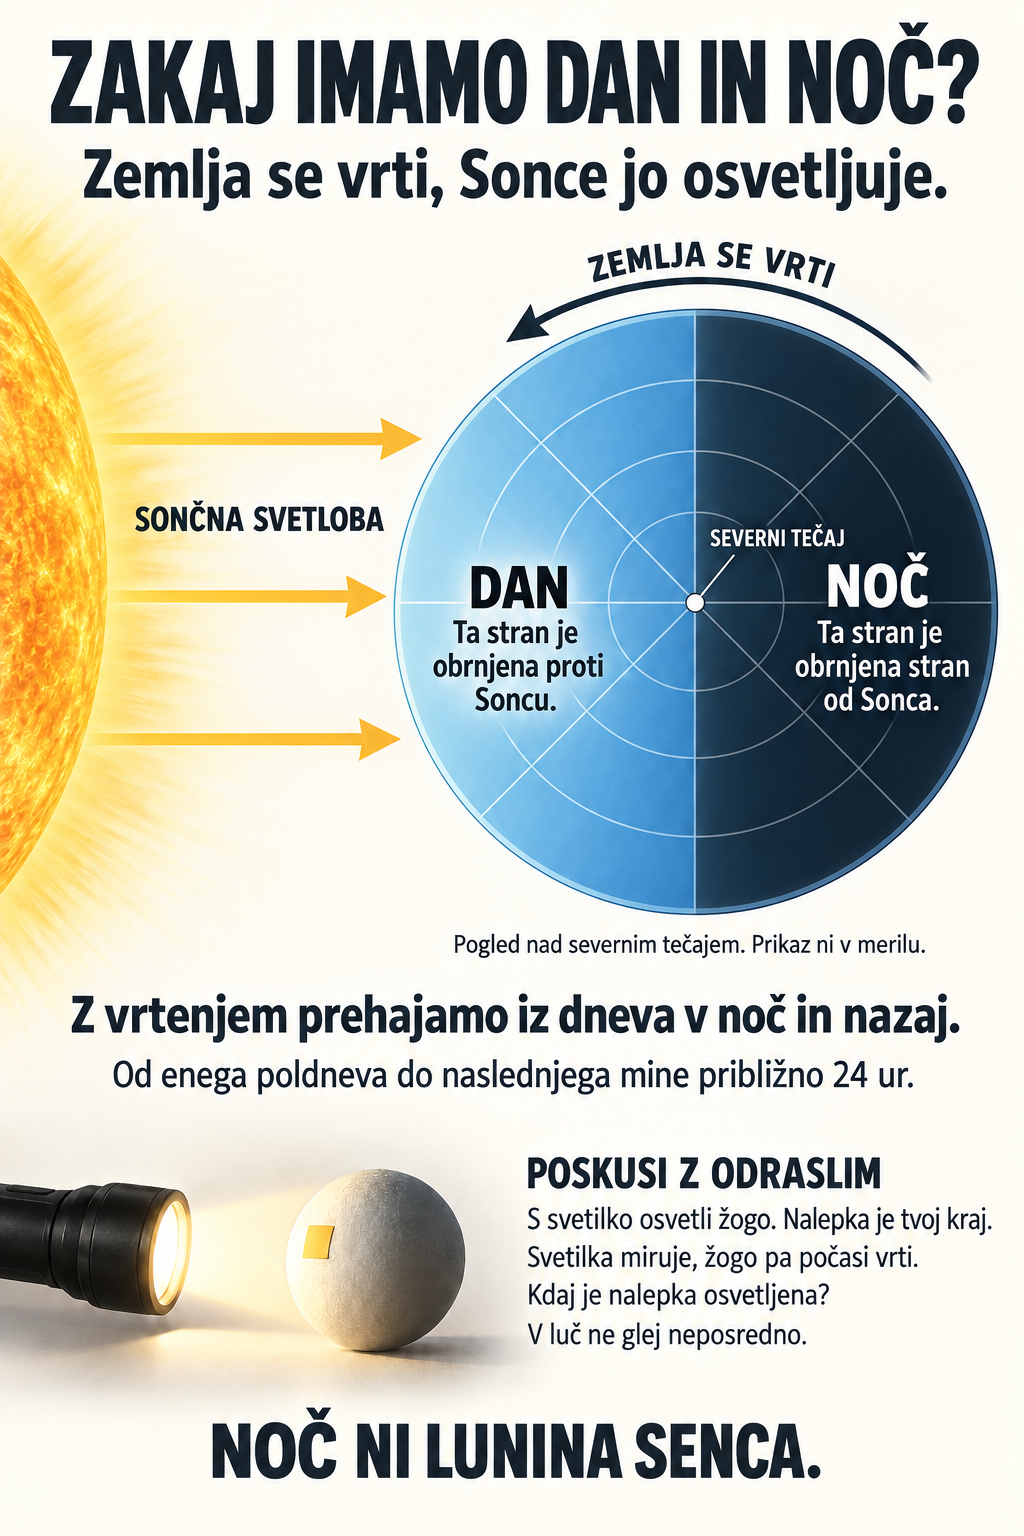 ZAKAJ IMAMO DAN IN NOČ?
Zemlja se vrti, Sonce jo osvetljuje.
ZEMLJA SE VRTI
SONČNA SVETLOBA
SEVERNI TEČAJ
DAN
Ta stran je
obrnjena proti
Soncu.
NOČ
Ta stran je
obrnjena stran
od Sonca.
Pogled nad severnim tečajem. Prikaz ni v merilu.
Z vrtenjem prehajamo iz dneva v noč in nazaj.
Od enega poldneva do naslednjega mine približno 24 ur.
POSKUSI Z ODRASLIM
S svetilko osvetli žogo. Nalepka je tvoj kraj.
Svetilka miruje, žogo pa počasi vrti.
Kdaj je nalepka osvetljena?
V luč ne glej neposredno.
NOČ NI LUNINA SENCA.